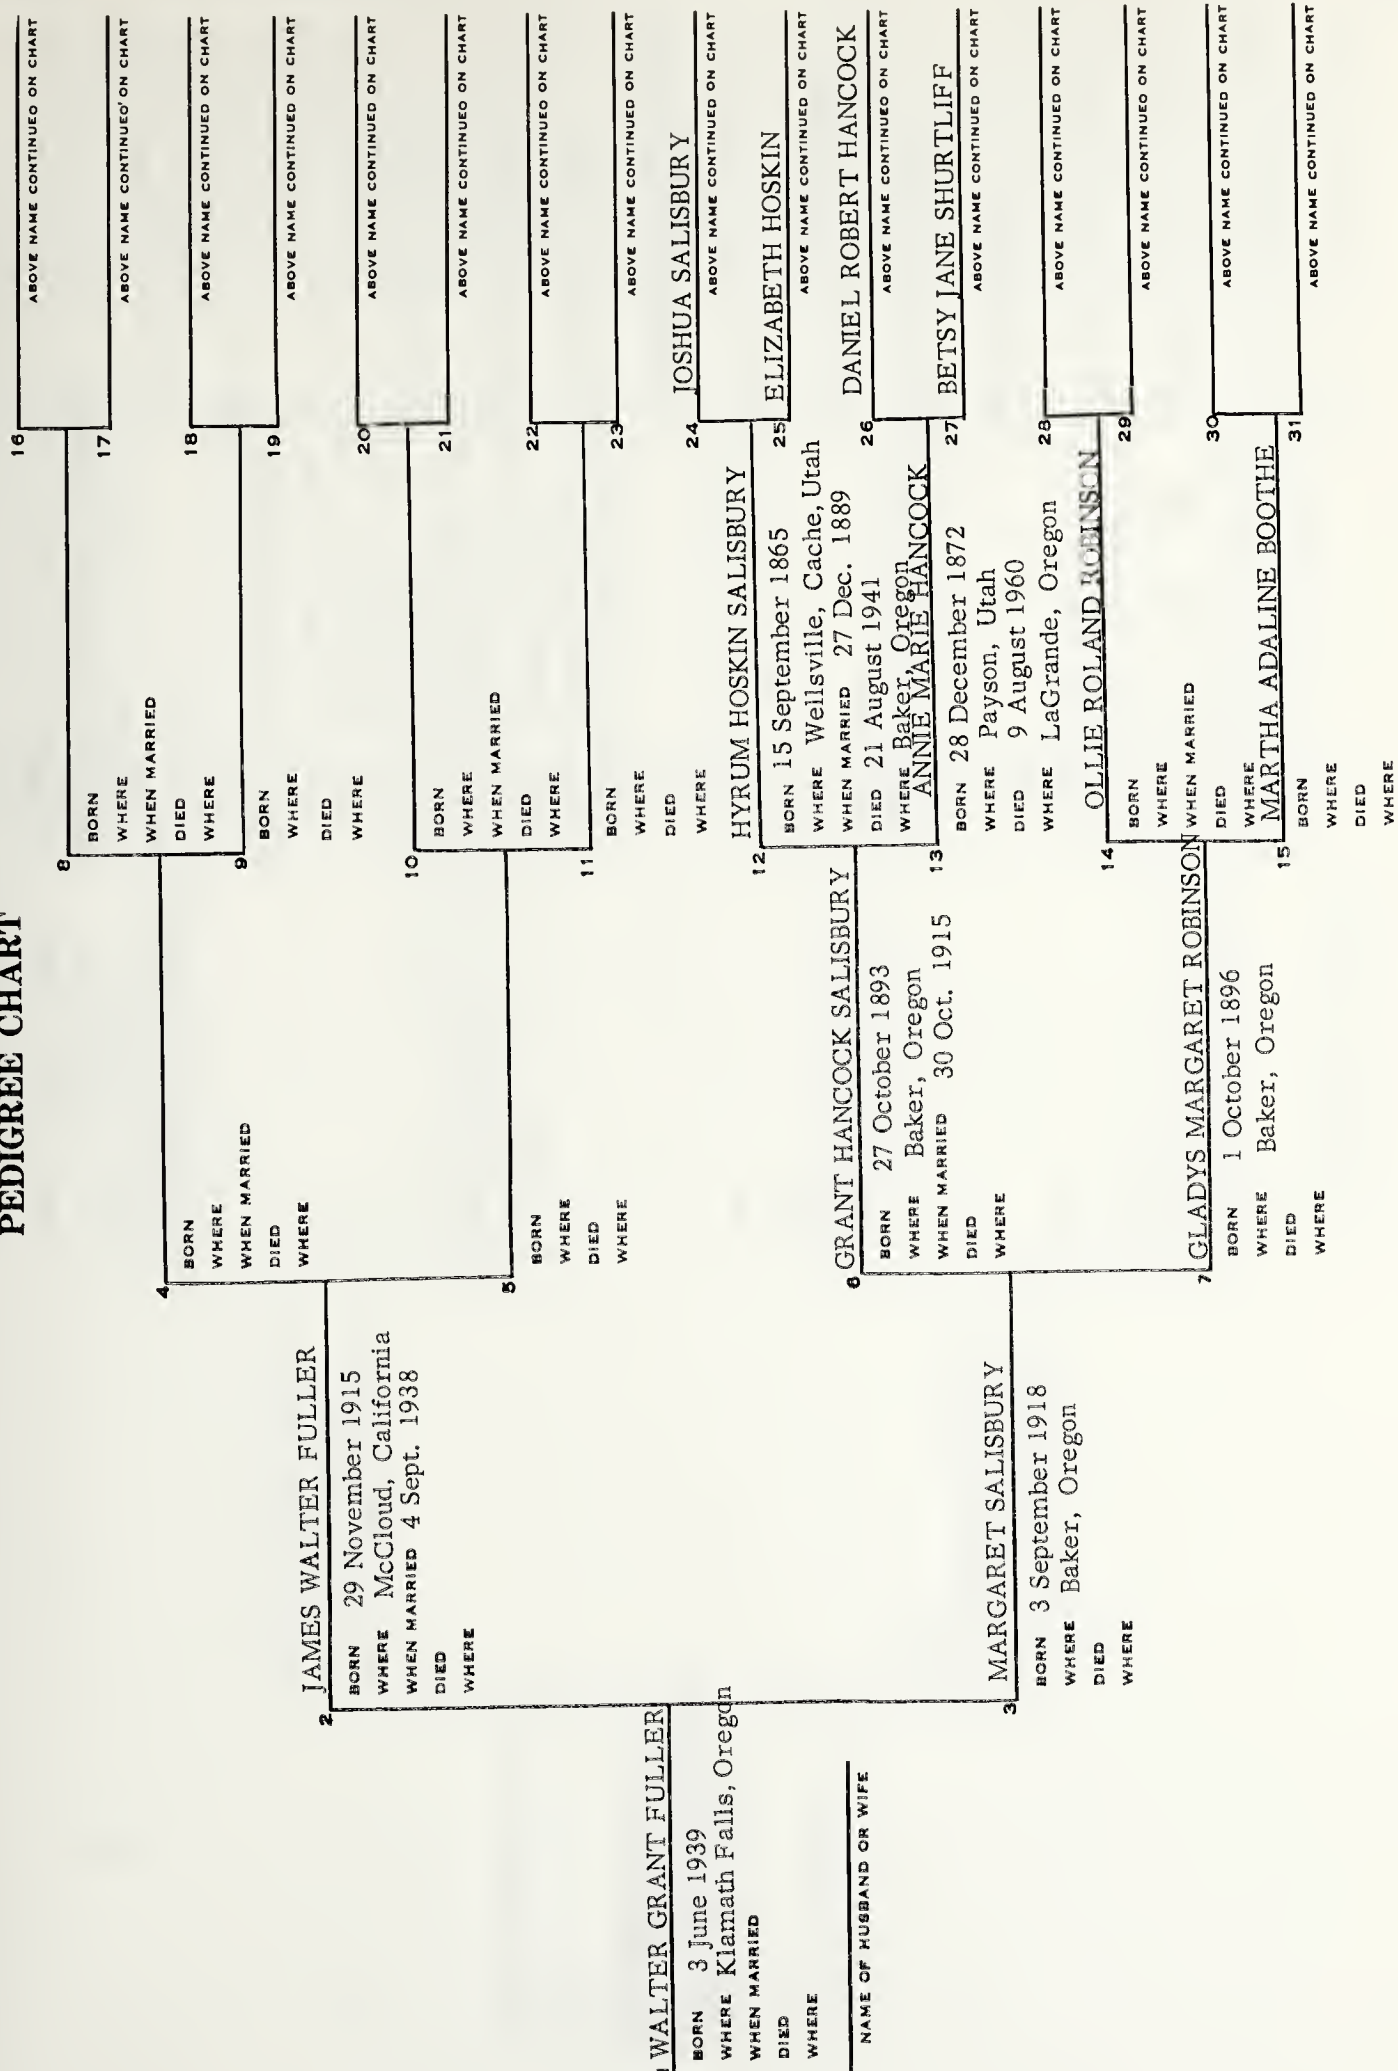 PEDIGREE CHART
WALTER GRANT FULLER
BORN 3 June 1939
WHERE Klamath Falls, Oregon
WHEN MARRIED
DIED
WHERE
NAME OF HUSBAND OR WIFE
2
JAMES WALTER FULLER
BORN 29 November 1915
WHERE McCloud, California
WHEN MARRIED 4 Sept. 1938
DIED
WHERE
3
MARGARET SALISBURY
BORN 3 September 1918
WHERE Baker, Oregon
DIED
WHERE
4
BORN
WHERE
WHEN MARRIED
DIED
WHERE
5
BORN
WHERE
DIED
WHERE
6
GRANT HANCOCK SALISBURY
BORN 27 October 1893
WHERE Baker, Oregon
WHEN MARRIED 30 Oct. 1915
DIED
WHERE
7
GLADYS MARGARET ROBINSON
BORN 1 October 1896
WHERE Baker, Oregon
DIED
WHERE
8
BORN
WHERE
WHEN MARRIED
DIED
WHERE
9
BORN
WHERE
DIED
WHERE
10
BORN
WHERE
WHEN MARRIED
DIED
WHERE
11
BORN
WHERE
DIED
WHERE
12
HYRUM HOSKIN SALISBURY
BORN 15 September 1865
WHERE Wellsville, Cache, Utah
WHEN MARRIED 27 Dec. 1889
DIED 21 August 1941
WHERE Baker, Oregon
13
ANNIE MARIE HANCOCK
BORN 28 December 1872
WHERE Payson, Utah
DIED 9 August 1960
WHERE LaGrande, Oregon
14
OLLIE ROLAND ROBINSON
BORN
WHERE
WHEN MARRIED
DIED
WHERE
15
MARTHA ADALINE BOOTHE
BORN
WHERE
DIED
WHERE
16
ABOVE NAME CONTINUEO ON CHART
17
ABOVE NAME CONTINUEO' ON CHART
18
ABOVE NAME CONTINUED ON CHART
19
ABOVE NAME CONTINUED ON CHART
20
ABOVE NAME CONTINUED ON CHART
21
ABOVE NAME CONTINUED ON CHART
22
ABOVE NAME CONTINUED ON CHART
23
ABOVE NAME CONTINUED ON CHART
24
JOSHUA SALISBURY
ABOVE NAME CONTINUED ON CHART
25
ELIZABETH HOSKIN
ABOVE NAME CONTINUED ON CHART
26
DANIEL ROBERT HANCOCK
ABOVE NAME CONTINUED ON CHART
27
BETSY JANE SHURTLIFF
ABOVE NAME CONTINUED ON CHART
28
ABOVE NAME CONTINUED ON CHART
29
ABOVE NAME CONTINUED ON CHART
30
ABOVE NAME CONTINUED ON CHART
31
ABOVE NAME CONTINUED ON CHART